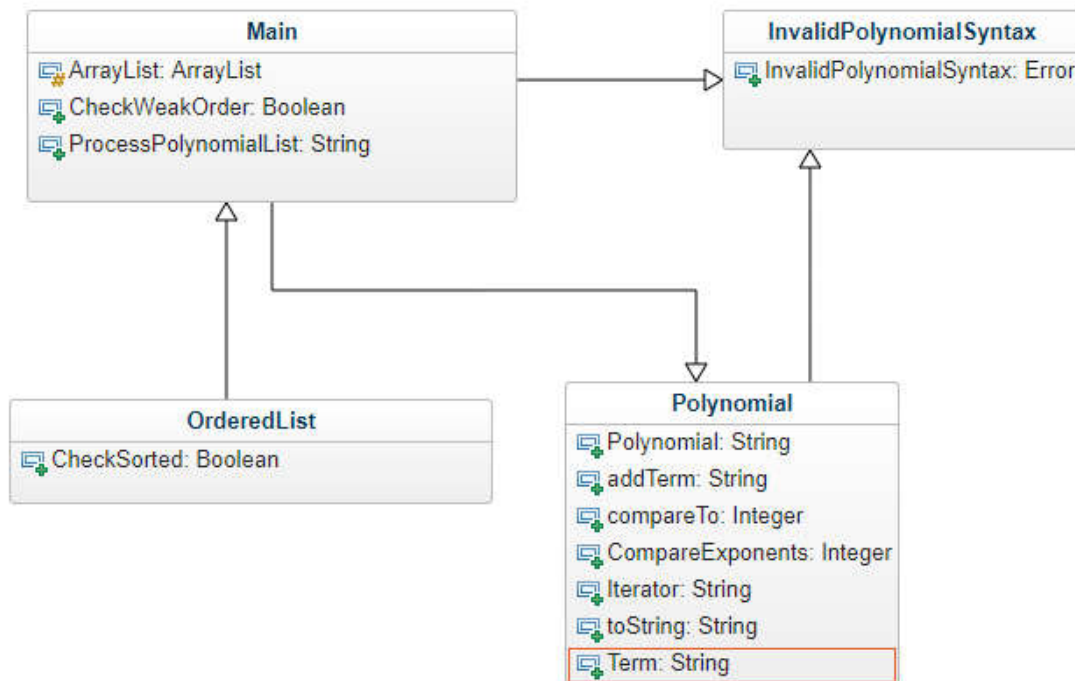 Main
ArrayList: ArrayList
CheckWeakOrder: Boolean
ProcessPolynomialList: String
InvalidPolynomialSyntax
InvalidPolynomialSyntax: Error
OrderedList
CheckSorted: Boolean
Polynomial
Polynomial: String
addTerm: String
compareTo: Integer
CompareExponents: Integer
Iterator: String
toString: String
Term: String